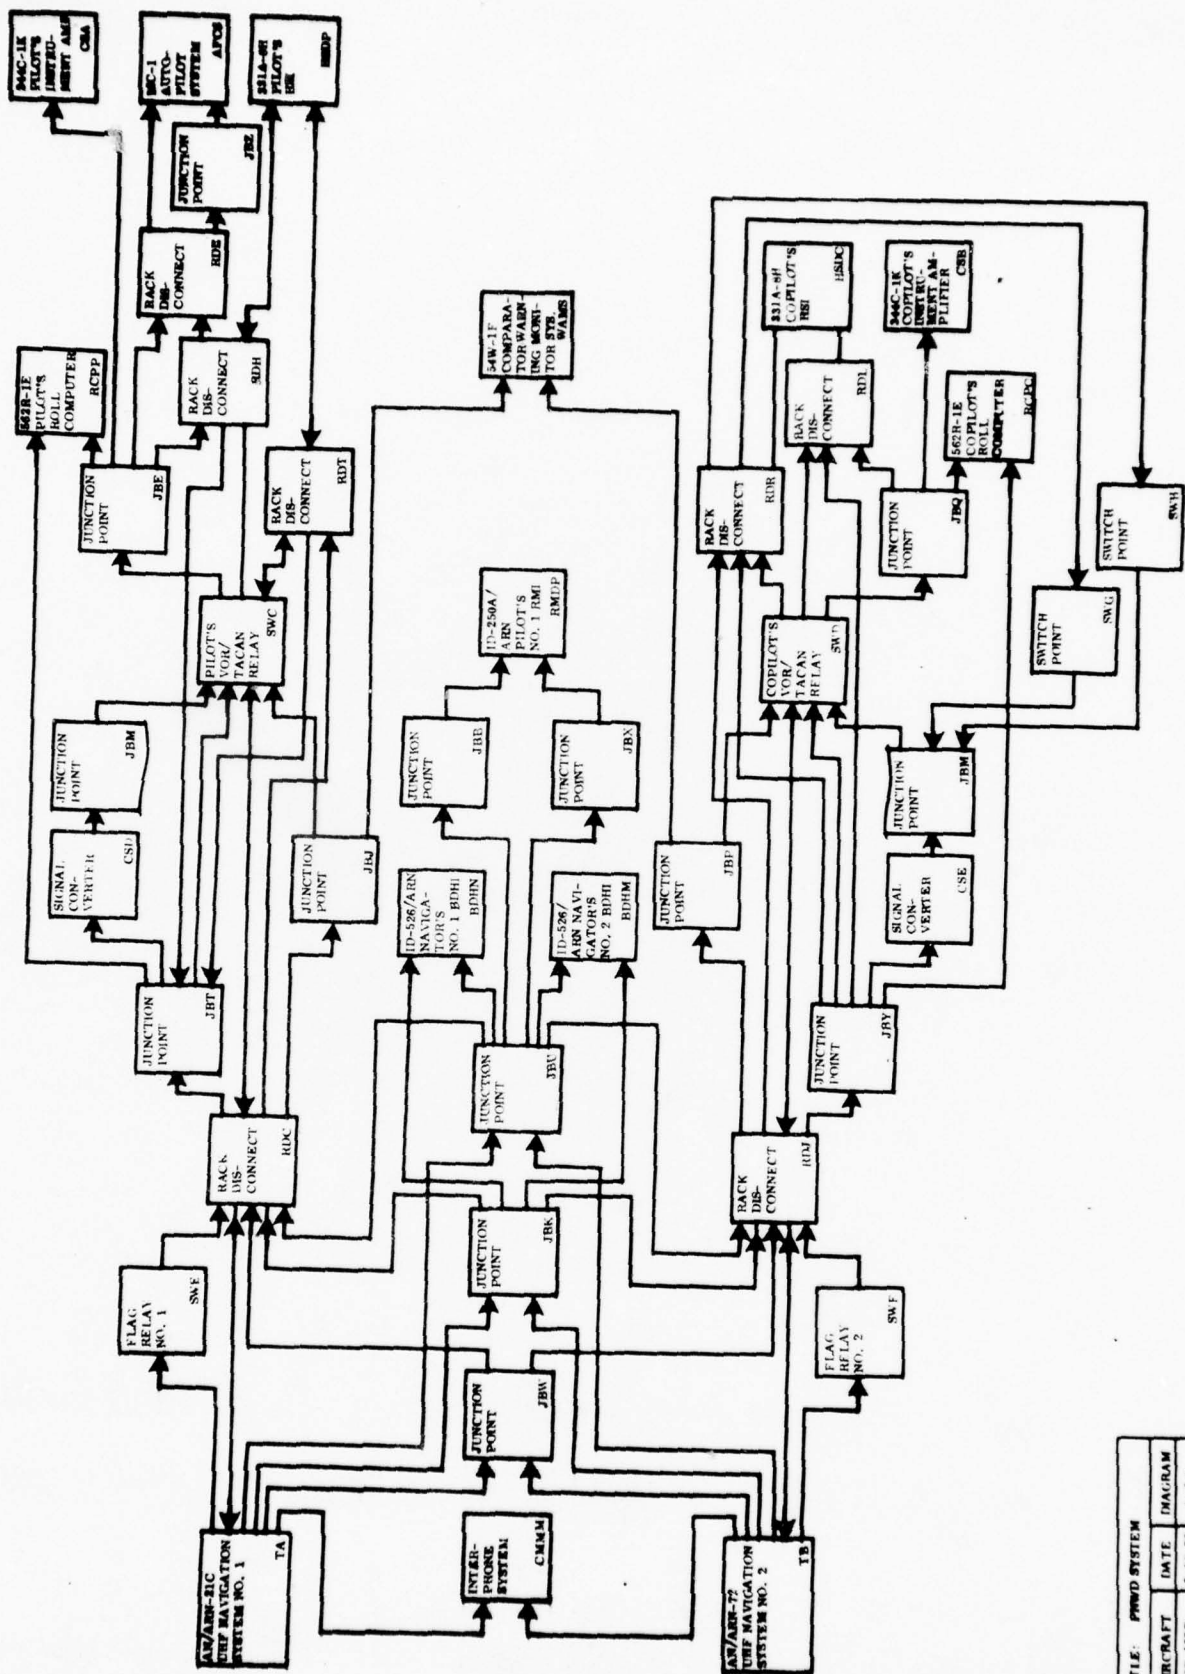 344C-1K
PILOT'S
INSTRU-
MENT AMP
CSA
MC-1
AUTO-
PILOT
SYSTEM
AFCS
331A-8H
PILOT'S
JUNCTION
POINT
JBZ
RACK
DIS-
CONNECT
RDE
562R-1E
PILOT'S
ROLL
COMPUTER
RCPP
RACK
DIS-
CONNECT
RDH
JUNCTION
POINT
JBE
RACK
DIS-
CONNECT
RDT
PILOT'S
VOR/
TACAN
RELAY
SWC
JUNCTION
POINT
JBM
SIGNAL
CON-
VERTER
CSD
JUNCTION
POINT
JBJ
JUNCTION
POINT
JBT
RACK
DIS-
CONNECT
RDC
FLAG
RELAY
NO. 1
SWE
AN/ARN-21C
UHF NAVIGATION
SYSTEM NO. 1
TA
54W-1F
COMPARA-
TOR WARN-
ING MONI-
TOR SYS.
WAMS
ID-250A/
ARN
PILOT'S
NO. 1 RMI
RMDP
JUNCTION
POINT
JBB
JUNCTION
POINT
JBX
ID-526/ARN
NAVIGA-
TOR'S
NO. 1 BDHI
BDHN
ID-526/
ARN NAVI-
GATOR'S
NO. 2 BDHI
BDHM
JUNCTION
POINT
JBU
JUNCTION
POINT
JBK
JUNCTION
POINT
JBW
INTER-
PHONE
SYSTEM
CMMM
331A-8H
COPILOT'S
HSI
HSDC
344C-1K
COPILOT'S
INSTRU-
MENT AM-
PLIFIER
CSB
RACK
DIS-
CONNECT
RDL
562R-1E
COPILOT'S
ROLL
COMPUTER
RCPC
RACK
DIS-
CONNECT
RDR
JUNCTION
POINT
JBQ
SWITCH
POINT
SWH
SWITCH
POINT
SWG
COPILOT'S
VOR/
TACAN
RELAY
SWD
JUNCTION
POINT
JBM
JUNCTION
POINT
JBP
SIGNAL
CON-
VERTER
CSE
JUNCTION
POINT
JBY
RACK
DIS-
CONNECT
RDJ
FLAG
RELAY
NO. 2
SWF
AN/ARN-72
UHF NAVIGATION
SYSTEM NO. 2
TB
PNWD SYSTEM
DATE
DIAGRAM